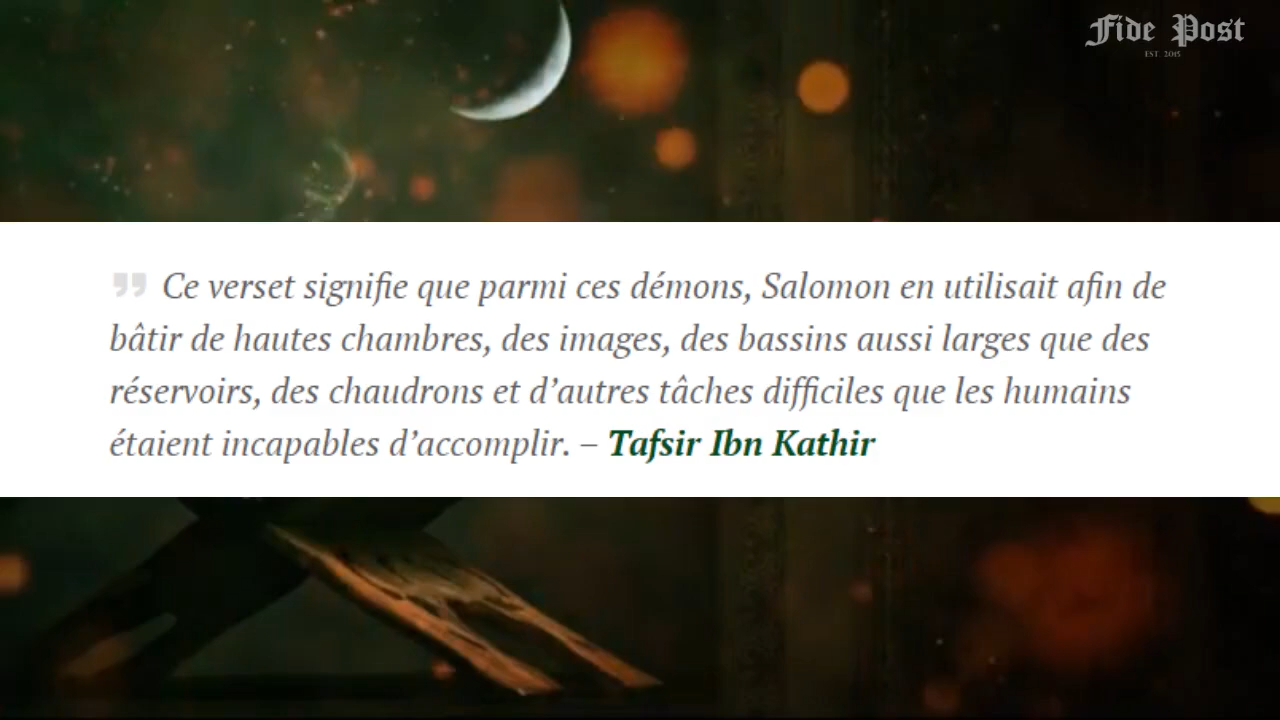 Fide Post
EST. 2015
” Ce verset signifie que parmi ces démons, Salomon en utilisait afin de
bâtir de hautes chambres, des images, des bassins aussi larges que des
réservoirs, des chaudrons et d’autres tâches difficiles que les humains
étaient incapables d’accomplir. – Tafsir Ibn Kathir